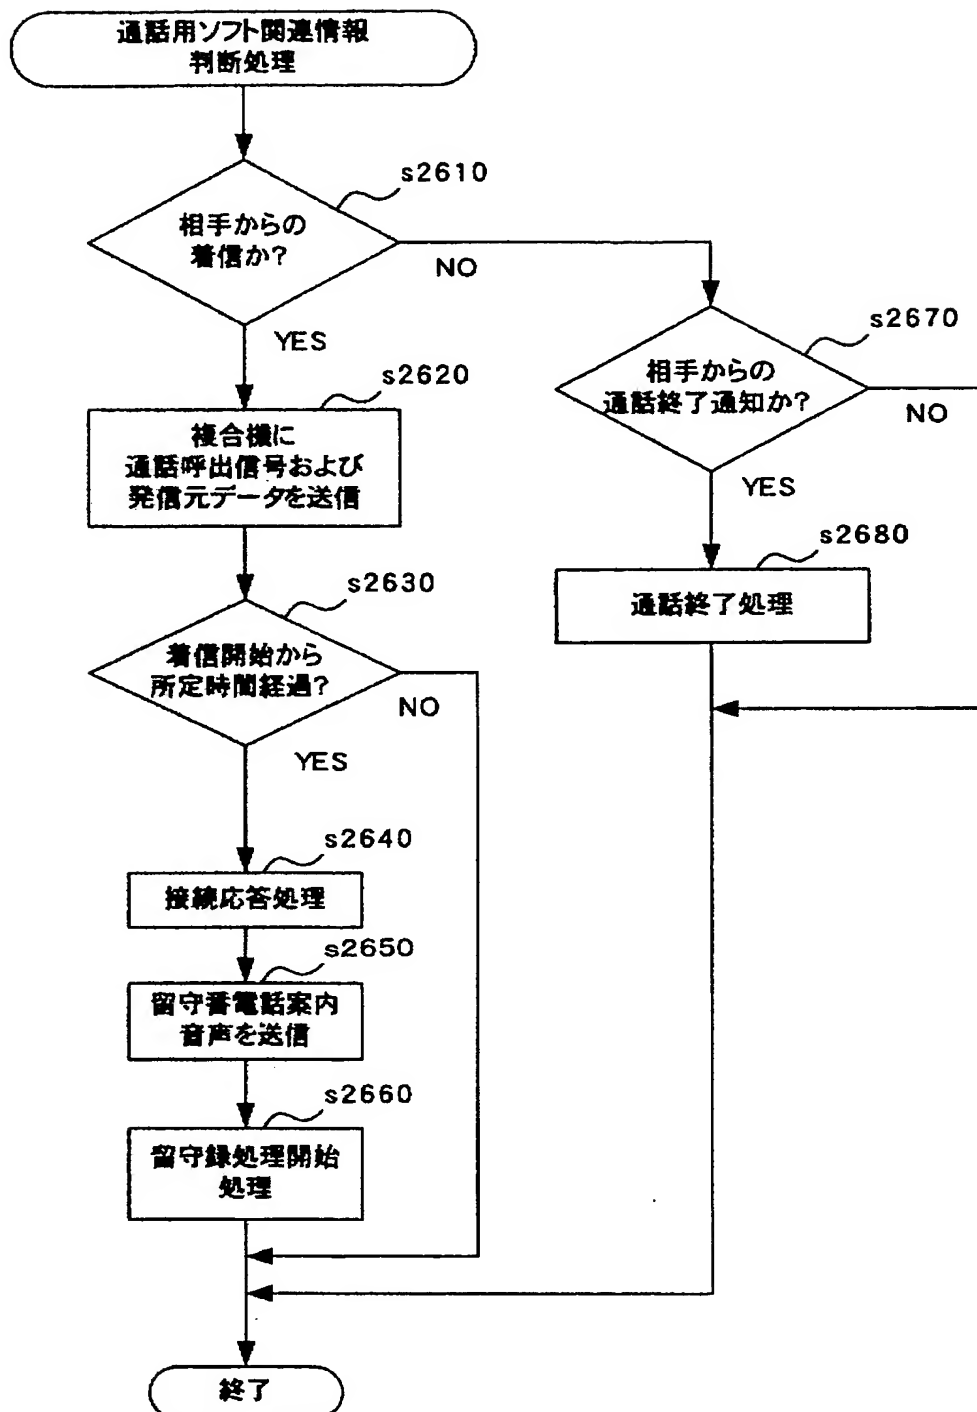 通話用ソフト関連情報
判断処理
s2610
相手からの
着信か?
NO
YES
s2620
複合機に
通話呼出信号および
発信元データを送信
s2630
着信開始から
所定時間経過?
NO
YES
s2640
接続応答処理
s2650
留守番電話案内
音声を送信
s2660
留守録処理開始
処理
s2670
相手からの
通話終了通知か?
NO
YES
s2680
通話終了処理
終了